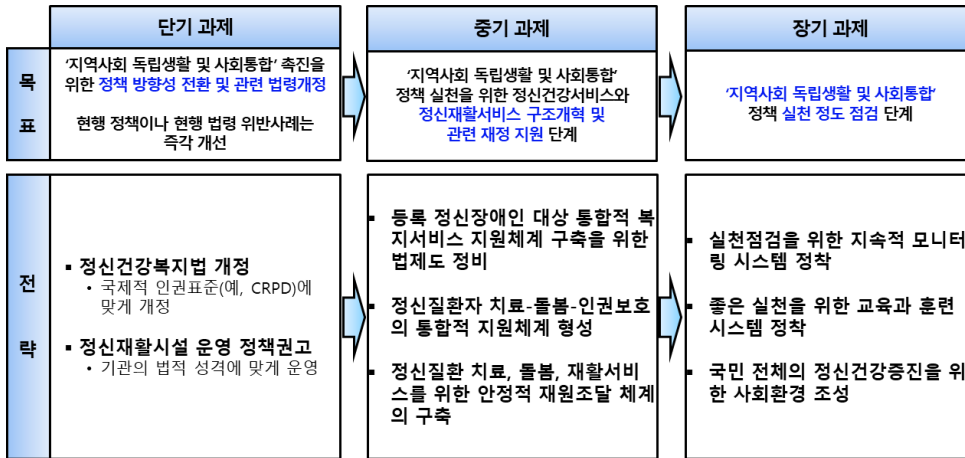 단기 과제
중기 과제
장기 과제
목
표
‘지역사회 독립생활 및 사회통합’ 촉진을
위한 정책 방향성 전환 및 관련 법령개정
현행 정책이나 현행 법령 위반사례는
즉각 개선
‘지역사회 독립생활 및 사회통합’
정책 실천을 위한 정신건강서비스와
정신재활서비스 구조개혁 및
관련 재정 지원 단계
‘지역사회 독립생활 및 사회통합’
정책 실천 정도 점검 단계
전
략
▪ 정신건강복지법 개정
• 국제적 인권표준(예, CRPD)에
맞게 개정
▪ 정신재활시설 운영 정책권고
• 기관의 법적 성격에 맞게 운영
▪ 등록 정신장애인 대상 통합적 복
지서비스 지원체계 구축을 위한
법제도 정비
▪ 정신질환자 치료-돌봄-인권보호
의 통합적 지원체계 형성
▪ 정신질환 치료, 돌봄, 재활서비
스를 위한 안정적 재원조달 체계
의 구축
▪ 실천점검을 위한 지속적 모니터
링 시스템 정착
▪ 좋은 실천을 위한 교육과 훈련
시스템 정착
▪ 국민 전체의 정신건강증진을 위
한 사회환경 조성